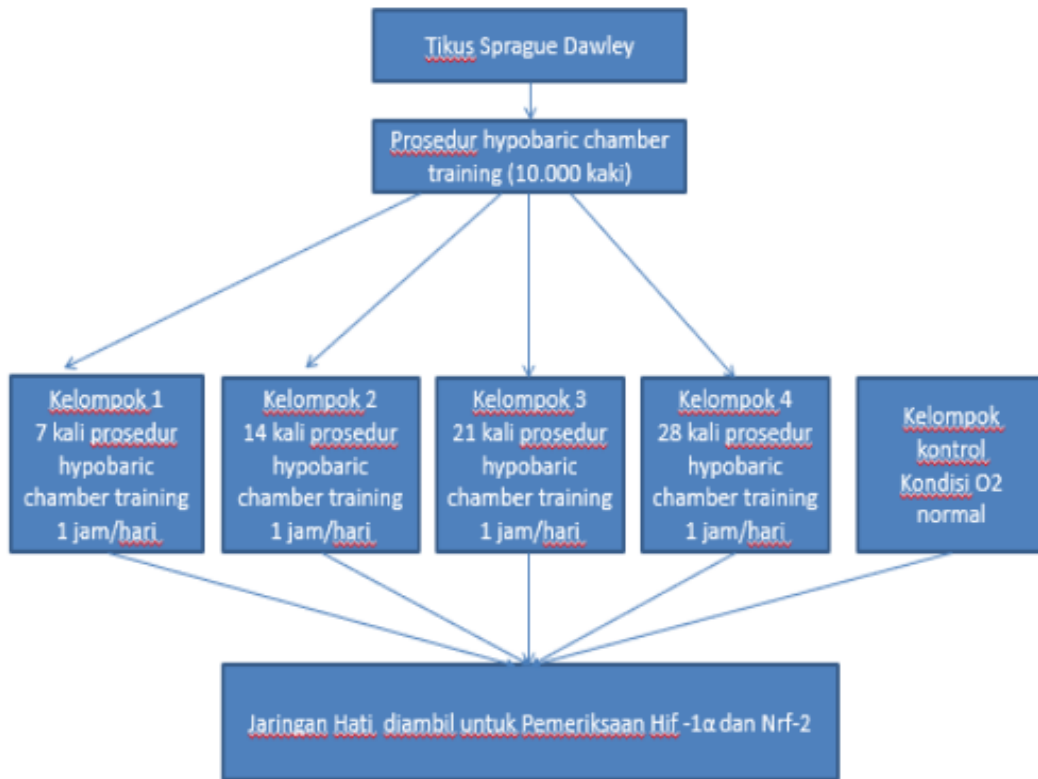 Tikus Sprague Dawley
Prosedur hypobaric chamber
training (10.000 kaki)
Kelompok 1
7 kali prosedur
hypobaric
chamber training
1 jam/hari
Kelompok 2
14 kali prosedur
hypobaric
chamber training
1 jam/hari
Kelompok 3
21 kali prosedur
hypobaric
chamber training
1 jam/hari
Kelompok 4
28 kali prosedur
hypobaric
chamber training
1 jam/hari
Kelompok
kontrol
Kondisi O2
normal
Jaringan Hati diambil untuk Pemeriksaan Hif -1α dan Nrf-2